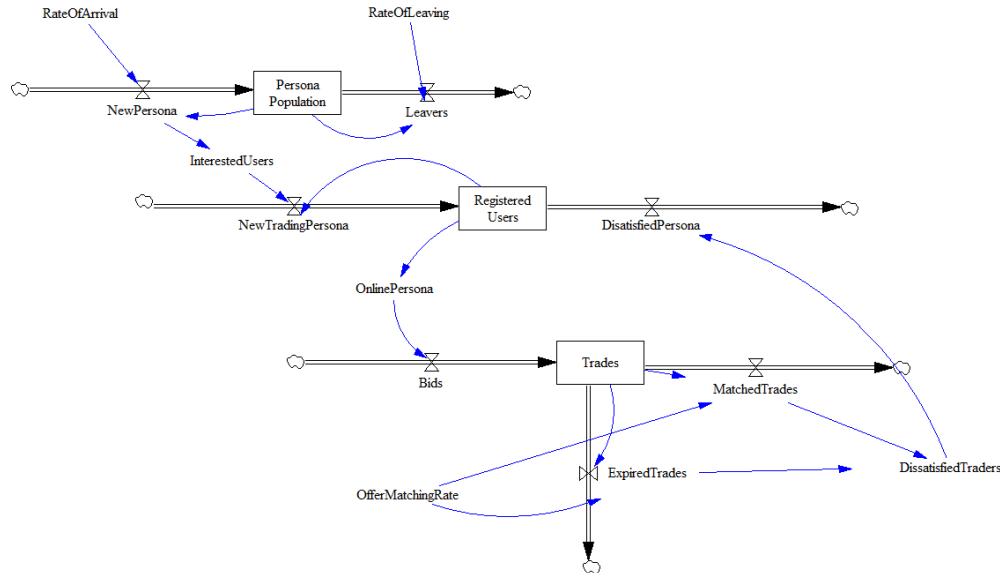 RateOfArrival
RateOfLeaving
Persona
Population
NewPersona
Leavers
InterestedUsers
Registered
Users
NewTradingPersona
DisatisfiedPersona
OnlinePersona
Trades
Bids
MatchedTrades
ExpiredTrades
DissatisfiedTraders
OfferMatchingRate